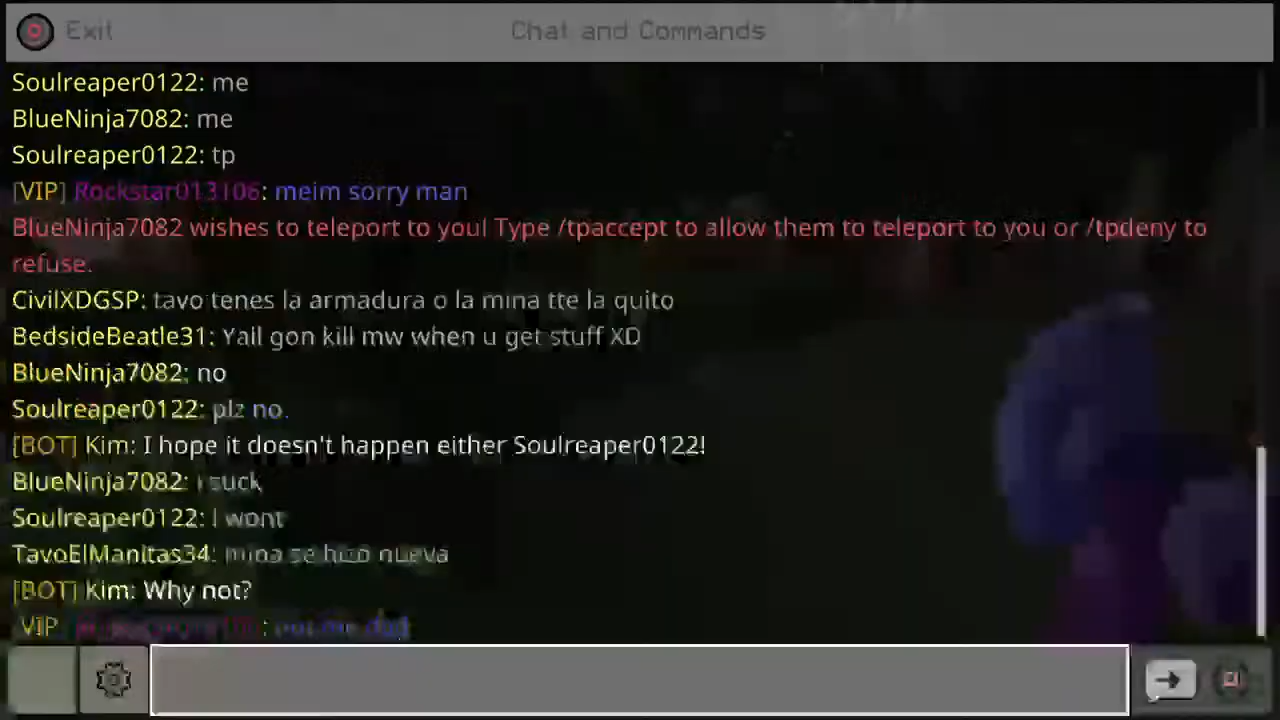 Exit
Chat and Commands
Soulreaper0122: me
BlueNinja7082: me
Soulreaper0122: tp
[VIP] Rockstar013106: meim sorry man
BlueNinja7082 wishes to teleport to you! Type /tpaccept to allow them to teleport to you or /tpdeny to
refuse.
CivilXDGSP: tavo tenes la armadura o la mina tte la quito
BedsideBeatle31: Yall gon kill mw when u get stuff XD
BlueNinja7082: no
Soulreaper0122: plz no.
[BOT] Kim: I hope it doesn't happen either Soulreaper0122!
BlueNinja7082: i suck
Soulreaper0122: I wont
TavoElManitas34: mina se hizo nueva
[BOT] Kim: Why not?
VIP